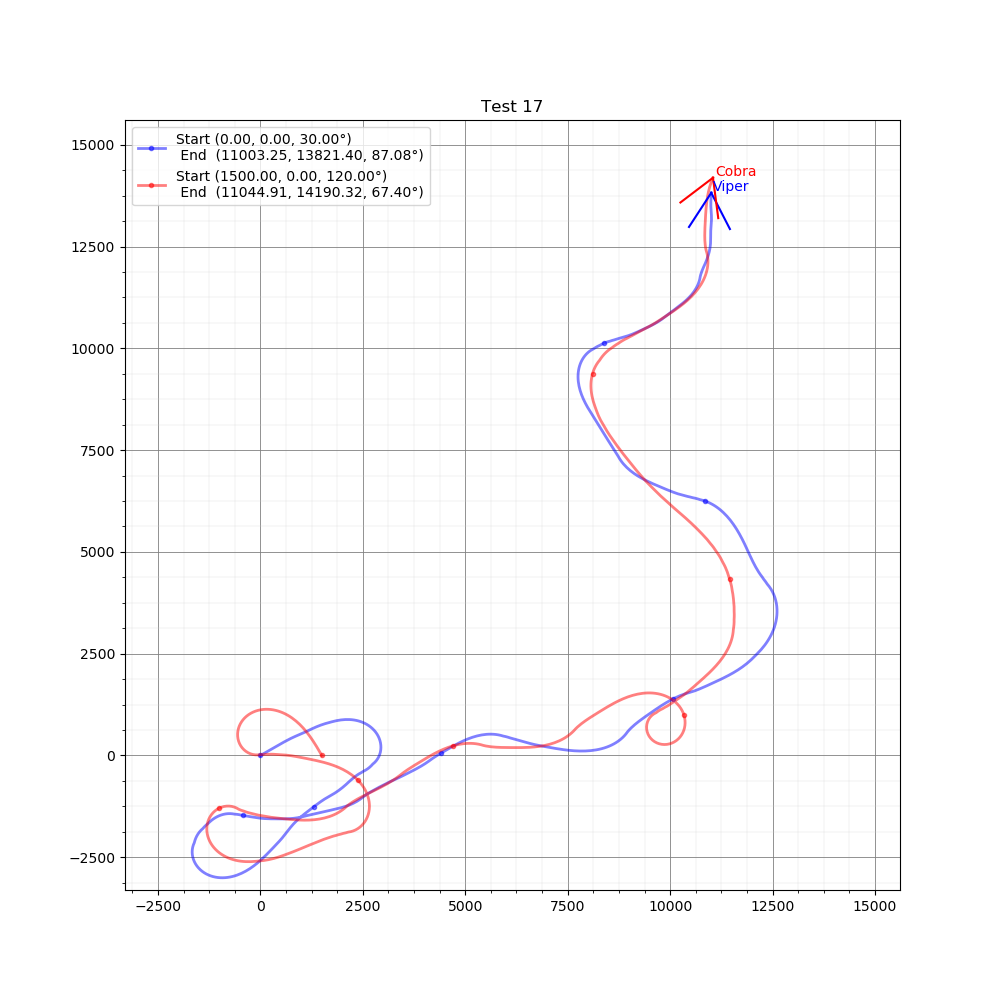 Test 17
Start (0.00, 0.00, 30.00°)
End (11003.25, 13821.40, 87.08°)
Start (1500.00, 0.00, 120.00°)
End (11044.91, 14190.32, 67.40°)
Cobra
Viper
15000
12500
10000
7500
5000
2500
0
−2500
−2500 0 2500 5000 7500 10000 12500 15000